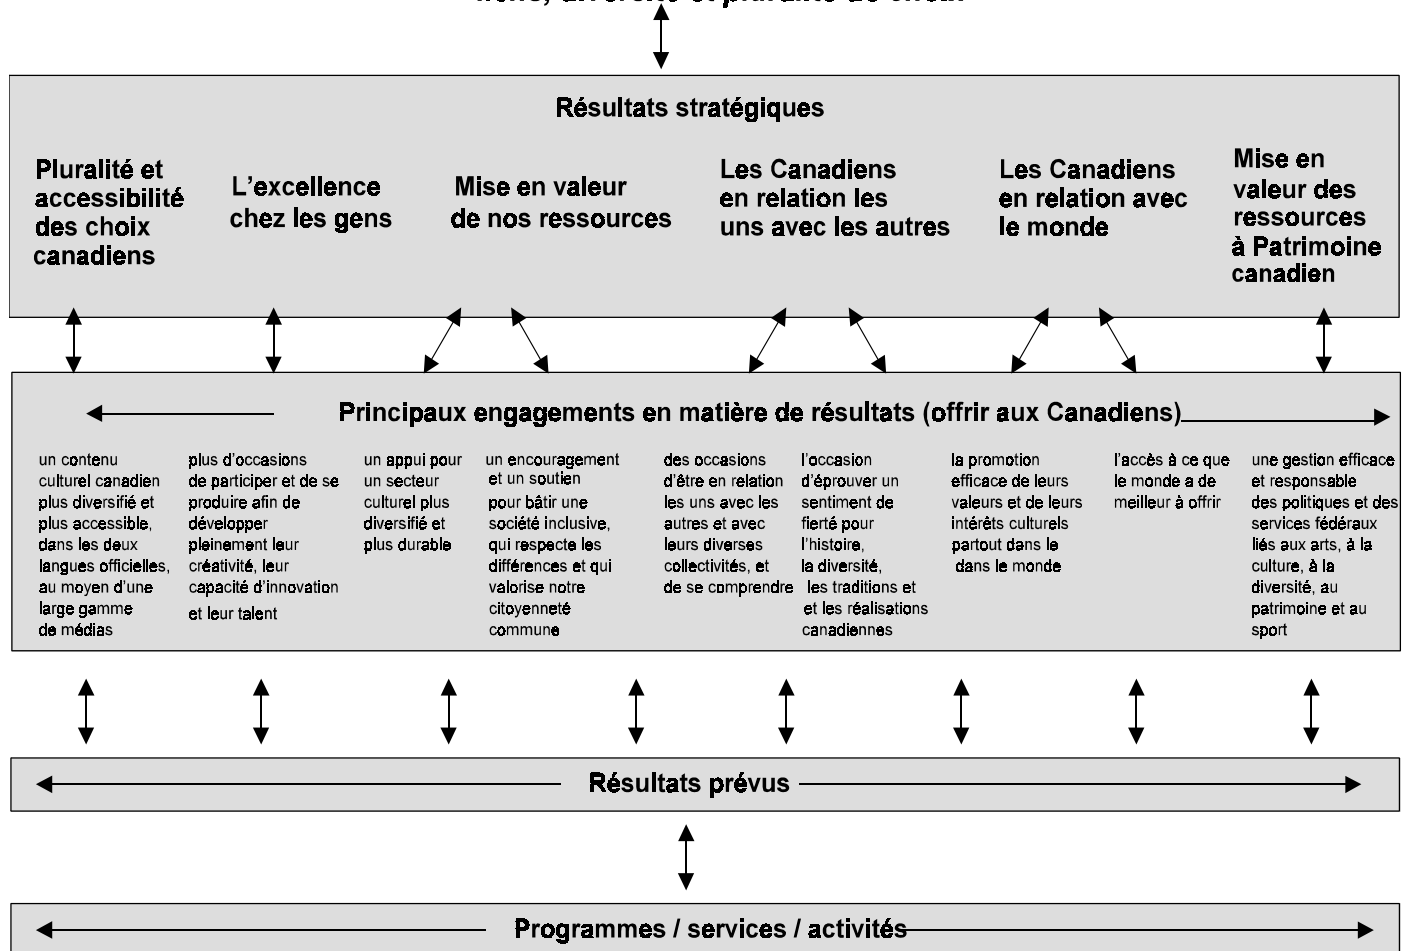 liens, diversité et pluralité de choix
Résultats stratégiques
Pluralité et
accessibilité
des choix
canadiens
L'excellence
chez les gens
Mise en valeur
de nos ressources
Les Canadiens
en relation les
uns avec les autres
Les Canadiens
en relation avec
le monde
Mise en
valeur des
ressources
à Patrimoine
canadien
Principaux engagements en matière de résultats (offrir aux Canadiens)
un contenu
culturel canadien
plus diversifié et
plus accessible,
dans les deux
langues officielles,
au moyen d'une
large gamme
de médias
plus d'occasions
de participer et de se
produire afin de
développer
pleinement leur
créativité, leur
capacité d'innovation
et leur talent
un appui pour
un secteur
culturel plus
diversifié et
plus durable
un encouragement
et un soutien
pour bâtir une
société inclusive,
qui respecte les
différences et qui
valorise notre
citoyenneté
commune
des occasions
d'être en relation
les uns avec les
autres et avec
leurs diverses
collectivités, et
de se comprendre
l'occasion
d'éprouver un
sentiment de
fierté pour
l'histoire,
la diversité,
les traditions et
et les réalisations
canadiennes
la promotion
efficace de leurs
valeurs et de leurs
intérêts culturels
partout dans le
dans le monde
l'accès à ce que
le monde a de
meilleur à offrir
une gestion efficace
et responsable
des politiques et des
services fédéraux
liés aux arts, à la
culture, à la
diversité, au
patrimoine et au
sport
Résultats prévus
Programmes / services / activités